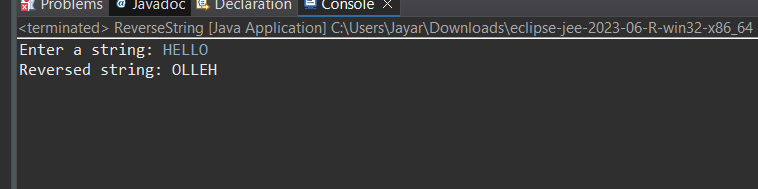 Problems @ Javadoc Declaration Console
<terminated> ReverseString [Java Application] C:\Users\Jayar\Downloads\eclipse-jee-2023-06-R-win32-x86_64
Enter a string: HELLO
Reversed string: OLLEH